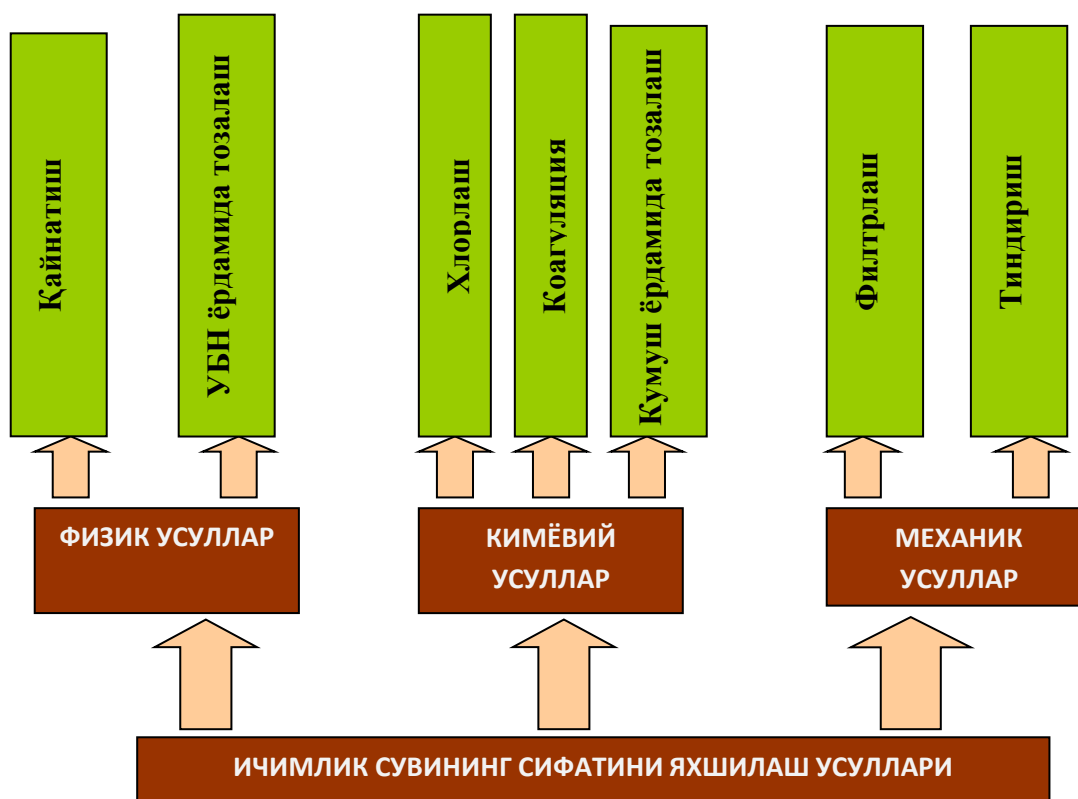 Қайнатиш
УБН ёрдамида тозалаш
Хлорлаш
Коагуляция
Кумуш ёрдамида тозалаш
Филтрлаш
Тиндириш
ФИЗИК УСУЛЛАР
КИМЁВИЙ
УСУЛЛАР
МЕХАНИК
УСУЛЛАР
ИЧИМЛИК СУВИНИНГ СИФАТИНИ ЯХШИЛАШ УСУЛЛАРИ